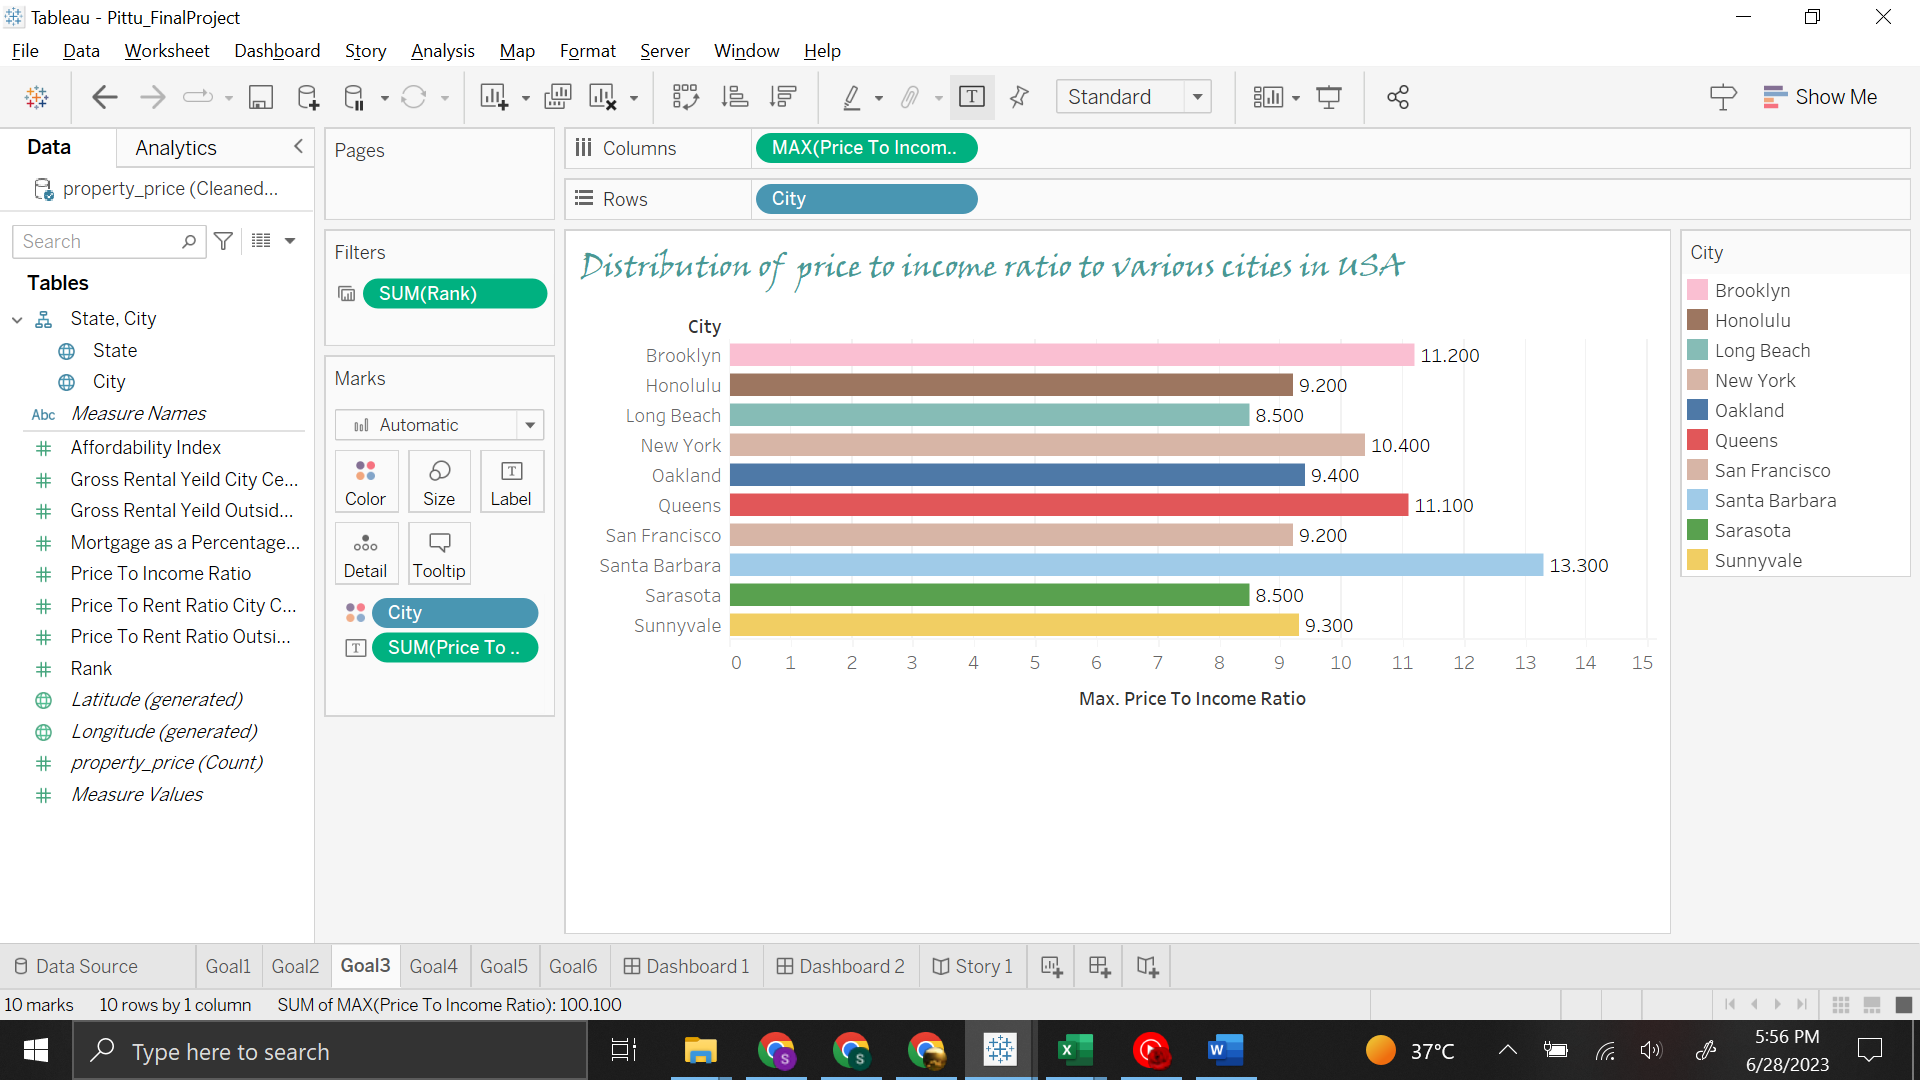 Tableau - Pittu_FinalProject
File Data Worksheet Dashboard Story Analysis Map Format Server Window Help
Standard
Show Me
Data Analytics
property_price (Cleaned...
Search
Tables
State, City
State
City
Abc Measure Names
Affordability Index
Gross Rental Yeild City Ce...
Gross Rental Yeild Outsid...
Mortgage as a Percentage...
Price To Income Ratio
Price To Rent Ratio City C...
Price To Rent Ratio Outsi...
Rank
Latitude (generated)
Longitude (generated)
property_price (Count)
Measure Values
Pages
Filters
SUM(Rank)
Marks
Automatic
Color Size Label
Detail Tooltip
City
SUM(Price To ..
Columns MAX(Price To Incom..
Rows City
Distribution of price to income ratio to various cities in USA
City
Brooklyn 11.200
Honolulu 9.200
Long Beach 8.500
New York 10.400
Oakland 9.400
Queens 11.100
San Francisco 9.200
Santa Barbara 13.300
Sarasota 8.500
Sunnyvale 9.300
0 1 2 3 4 5 6 7 8 9 10 11 12 13 14 15
Max. Price To Income Ratio
City
Brooklyn
Honolulu
Long Beach
New York
Oakland
Queens
San Francisco
Santa Barbara
Sarasota
Sunnyvale
Data Source Goal1 Goal2 Goal3 Goal4 Goal5 Goal6 Dashboard 1 Dashboard 2 Story 1
10 marks 10 rows by 1 column SUM of MAX(Price To Income Ratio): 100.100
Type here to search
37°C
5:56 PM
6/28/2023